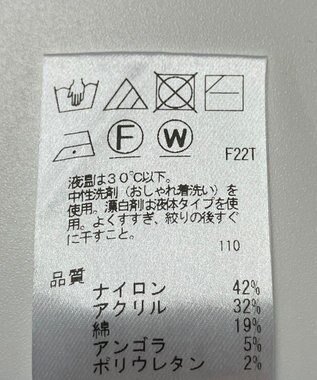 F W
F22T
液温は30℃以下。
中性洗剤(おしゃれ着洗い)を
使用。漂白剤は液体タイプを使
用。よくすすぎ、絞りの後すぐ
に干すこと。
110
品質
ナイロン 42%
アクリル 32%
綿 19%
アンゴラ 5%
ポリウレタン 2%